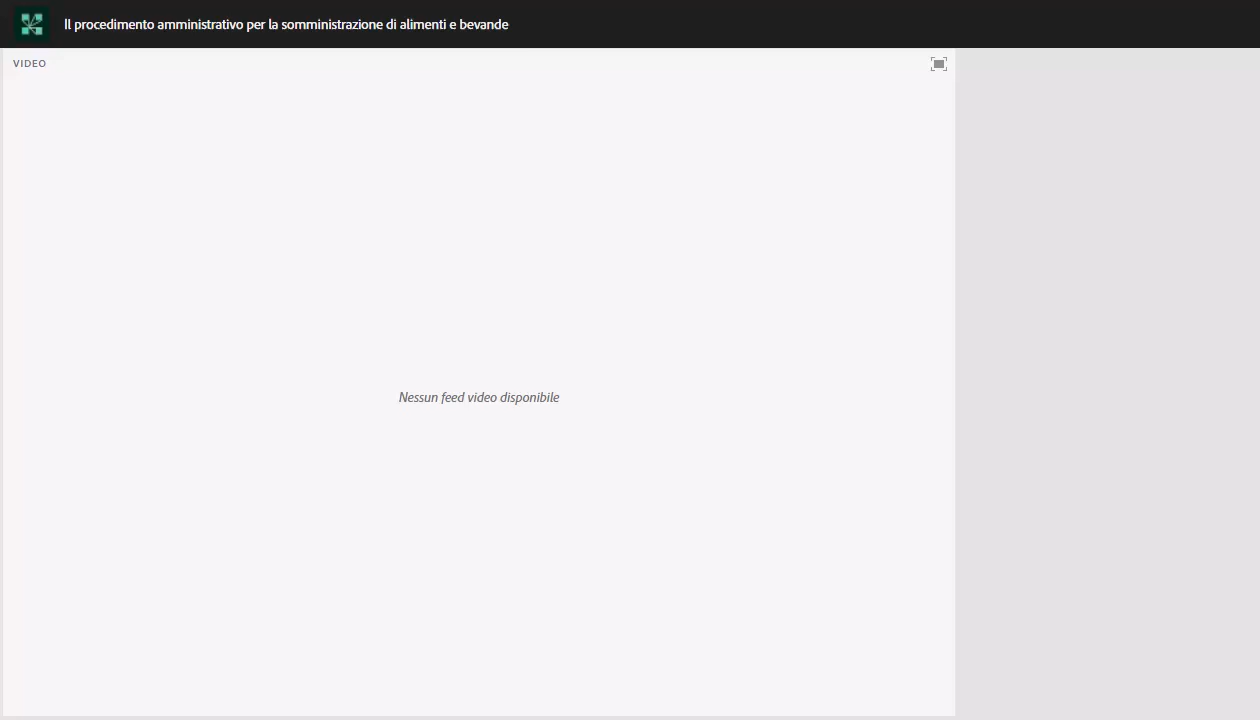 Il procedimento amministrativo per la somministrazione di alimenti e bevande
VIDEO
Nessun feed video disponibile